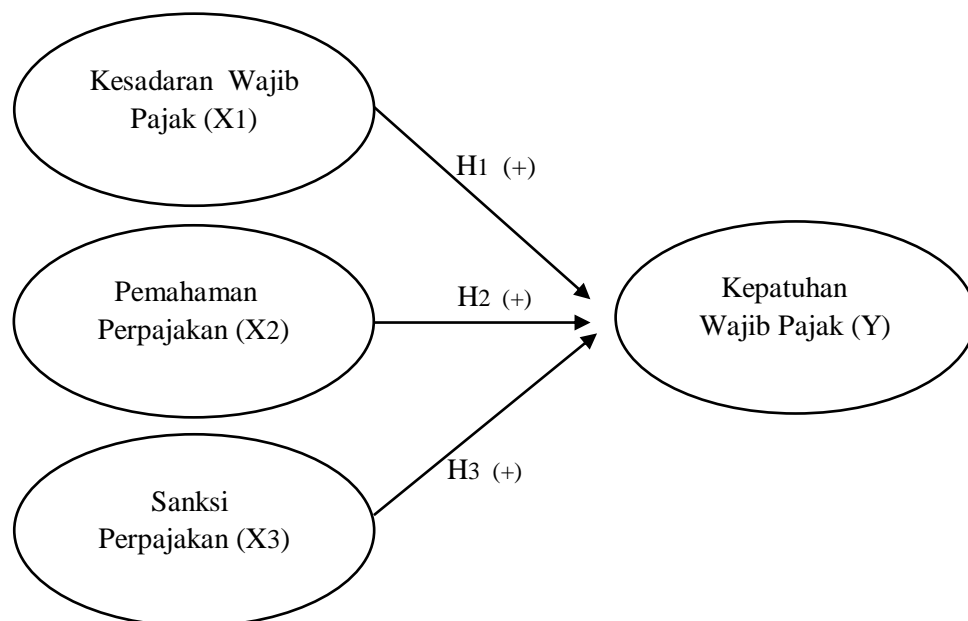 Kesadaran Wajib
Pajak (X1)
H1 (+)
Pemahaman
Perpajakan (X2)
H2 (+)
Kepatuhan
Wajib Pajak (Y)
H3 (+)
Sanksi
Perpajakan (X3)